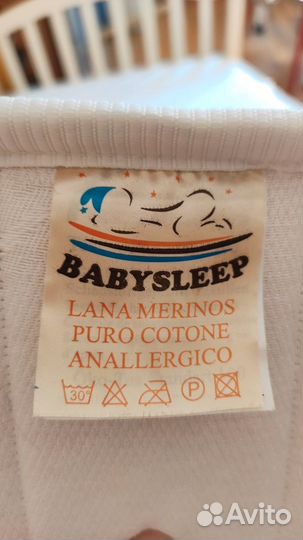 BABYSLEEP
LANA MERINOS
PURO COTONE
ANALLERGICO
30°
P
Avito